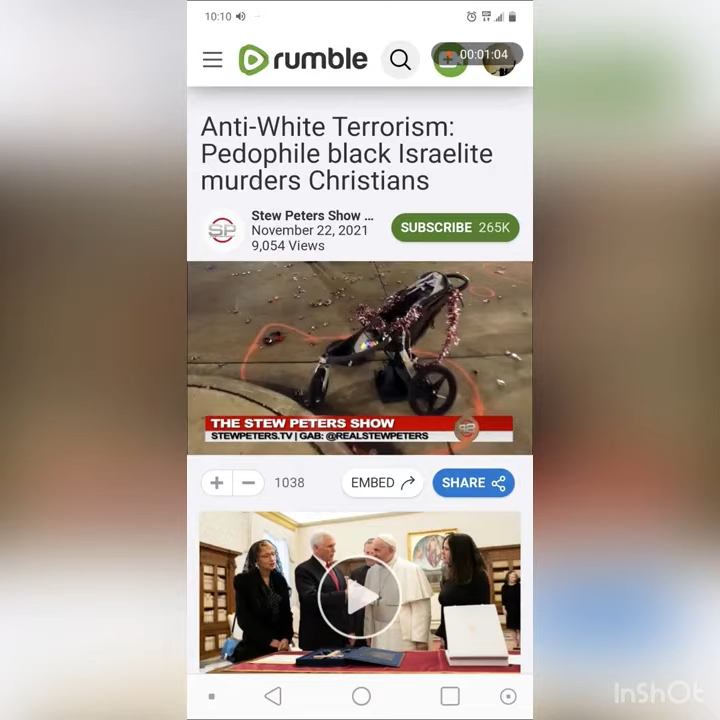 10:10
rumble
00:01:04
Anti-White Terrorism:
Pedophile black Israelite
murders Christians
Stew Peters Show ...
November 22, 2021
9,054 Views
SUBSCRIBE 265K
SP
THE STEW PETERS SHOW
STEWPETERS.TV | GAB: @REALSTEWPETERS
1038
EMBED
SHARE
InShOt